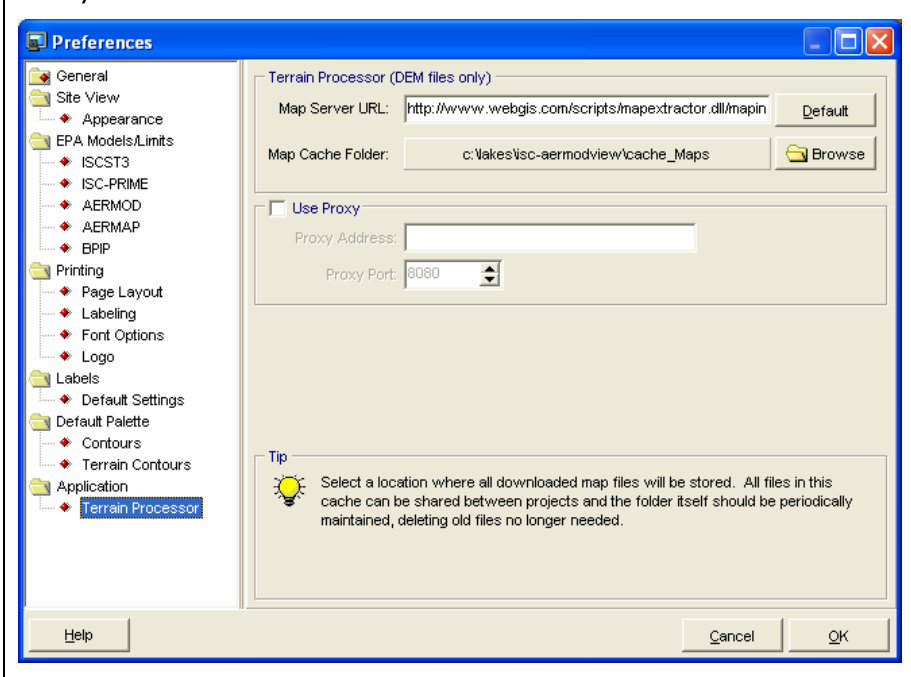 Preferences
General
Site View
Appearance
EPA Models/Limits
ISCST3
ISC-PRIME
AERMOD
AERMAP
BPIP
Printing
Page Layout
Labeling
Font Options
Logo
Labels
Default Settings
Default Palette
Contours
Terrain Contours
Application
Terrain Processor
Terrain Processor (DEM files only)
Map Server URL: http://www.webgis.com/scripts/mapextractor.dll/mapin Default
Map Cache Folder: c:\lakes\isc-aermodview\cache_Maps Browse
Use Proxy
Proxy Address:
Proxy Port: 8080
Tip
Select a location where all downloaded map files will be stored. All files in this
cache can be shared between projects and the folder itself should be periodically
maintained, deleting old files no longer needed.
Help Cancel OK